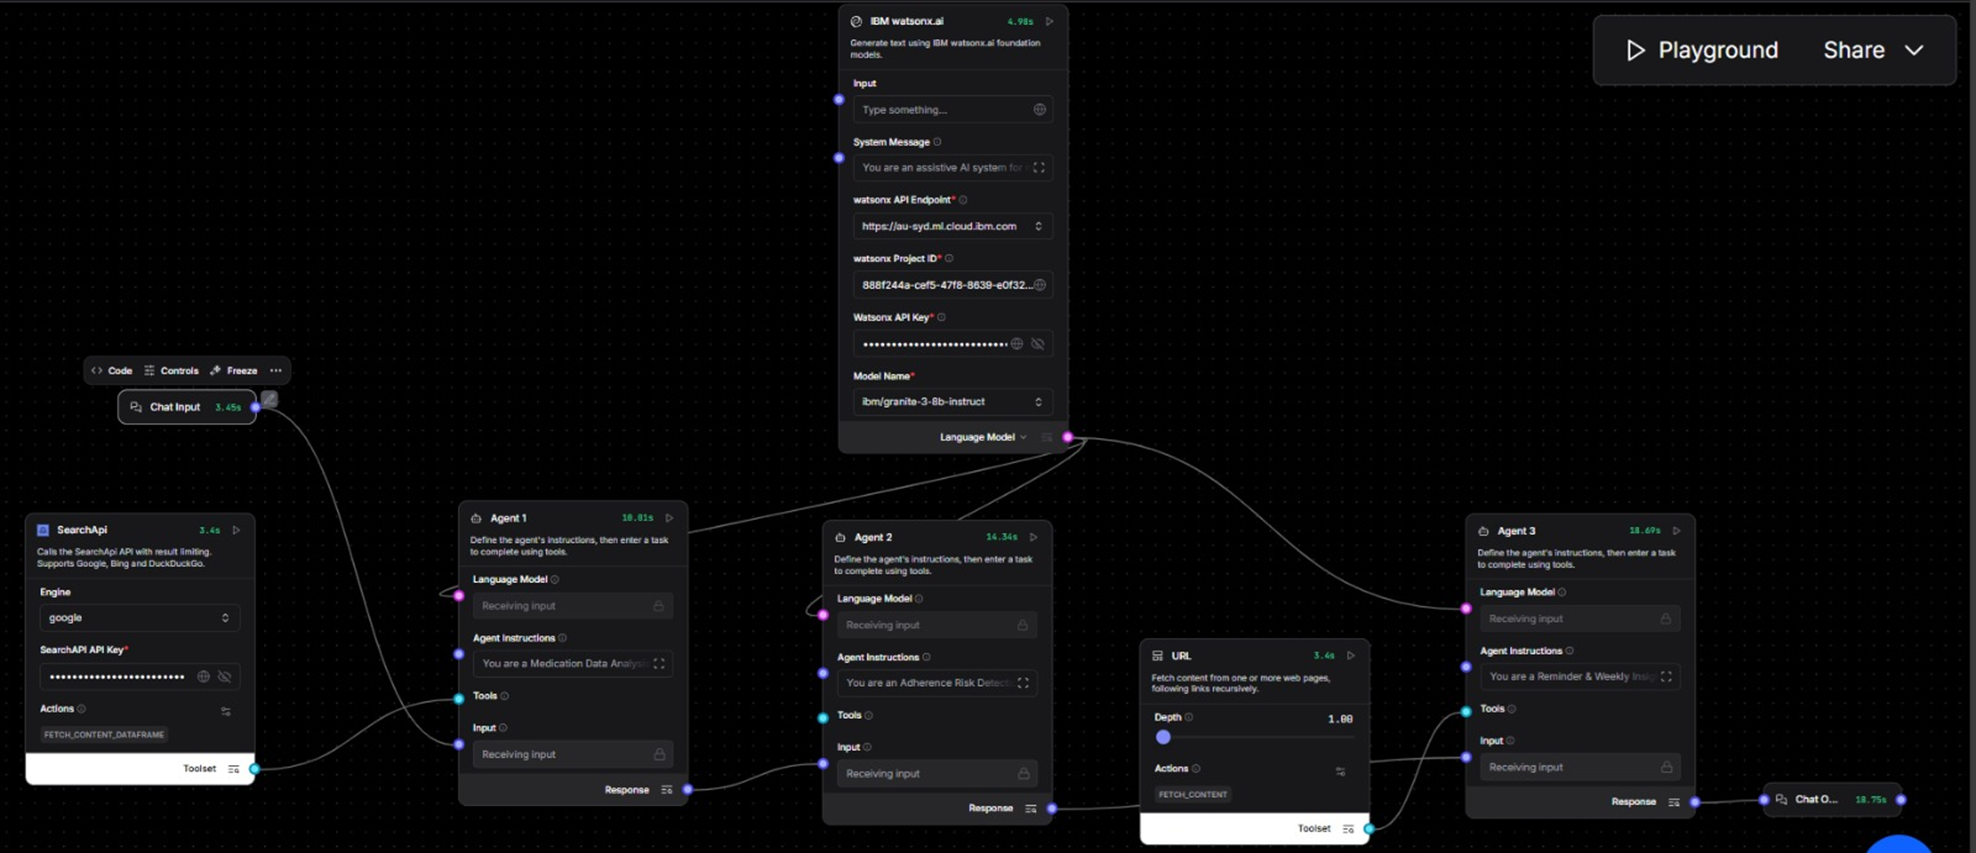 Playground
Share
IBM watsonx.ai
4.98s
Generate text using IBM watsonx.ai foundation
models.
Input
Type something...
System Message
You are an assistive AI system for
watsonx API Endpoint*
https://au-syd.ml.cloud.ibm.com
watsonx Project ID*
888f244a-cef5-47f8-8639-e0f32...
Watsonx API Key*
Model Name*
ibm/granite-3-8b-instruct
Language Model
Code
Controls
Freeze
Chat Input
3.45s
SearchApi
3.4s
Calls the SearchApi API with result limiting.
Supports Google, Bing and DuckDuckGo.
Engine
google
SearchAPI API Key*
Actions
FETCH_CONTENT_DATAFRAME
Toolset
Agent 1
Define the agent's instructions, then enter a task
to complete using tools.
Language Model
Receiving input
Agent Instructions
You are a Medication Data Analys
Tools
Input
Receiving input
Response
Agent 2
14.34s
Define the agent's instructions, then enter a task
to complete using tools.
Language Model
Receiving input
Agent Instructions
You are an Adherence Risk Detec
Tools
Input
Receiving input
Response
URL
3.4s
Fetch content from one or more web pages,
following links recursively.
Depth
1.00
Actions
FETCH_CONTENT
Toolset
Agent 3
18.69s
Define the agent's instructions, then enter a task
to complete using tools.
Language Model
Receiving input
Agent Instructions
You are a Reminder & Weekly Insi
Tools
Input
Receiving input
Response
Chat O...
18.75s